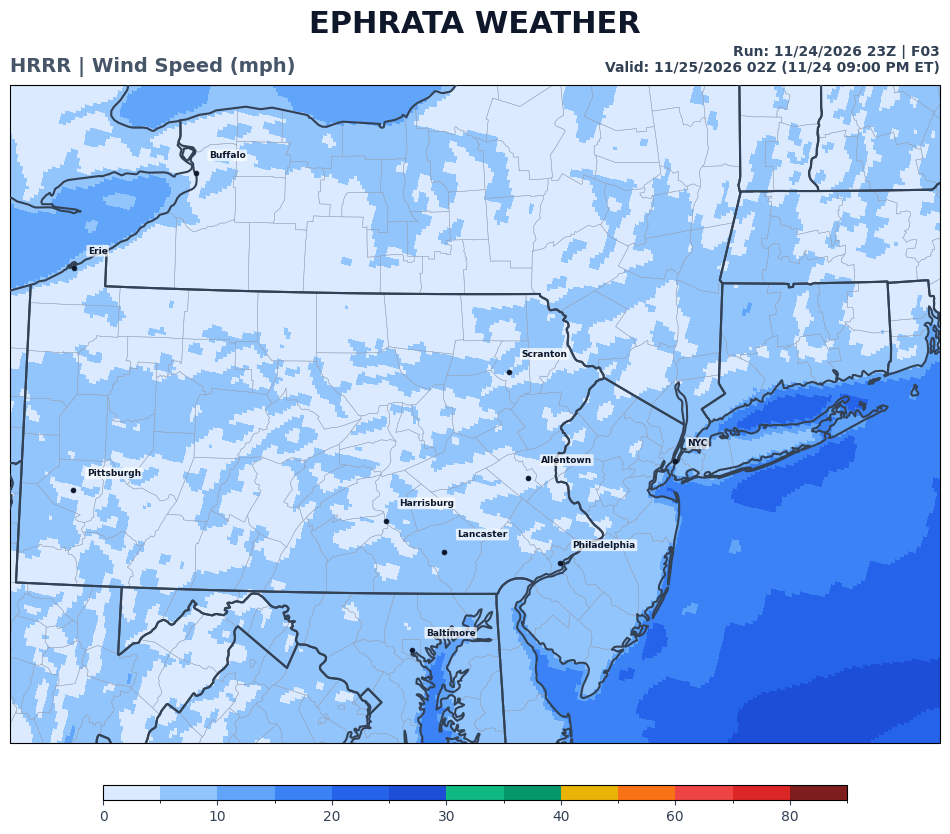 EPHRATA WEATHER
HRRR | Wind Speed (mph)
Run: 11/24/2026 23Z | F03
Valid: 11/25/2026 02Z (11/24 09:00 PM ET)
Buffalo
Erie
Scranton
NYC
Allentown
Pittsburgh
Harrisburg
Lancaster
Philadelphia
Baltimore
0 10 20 30 40 50 60 70 80